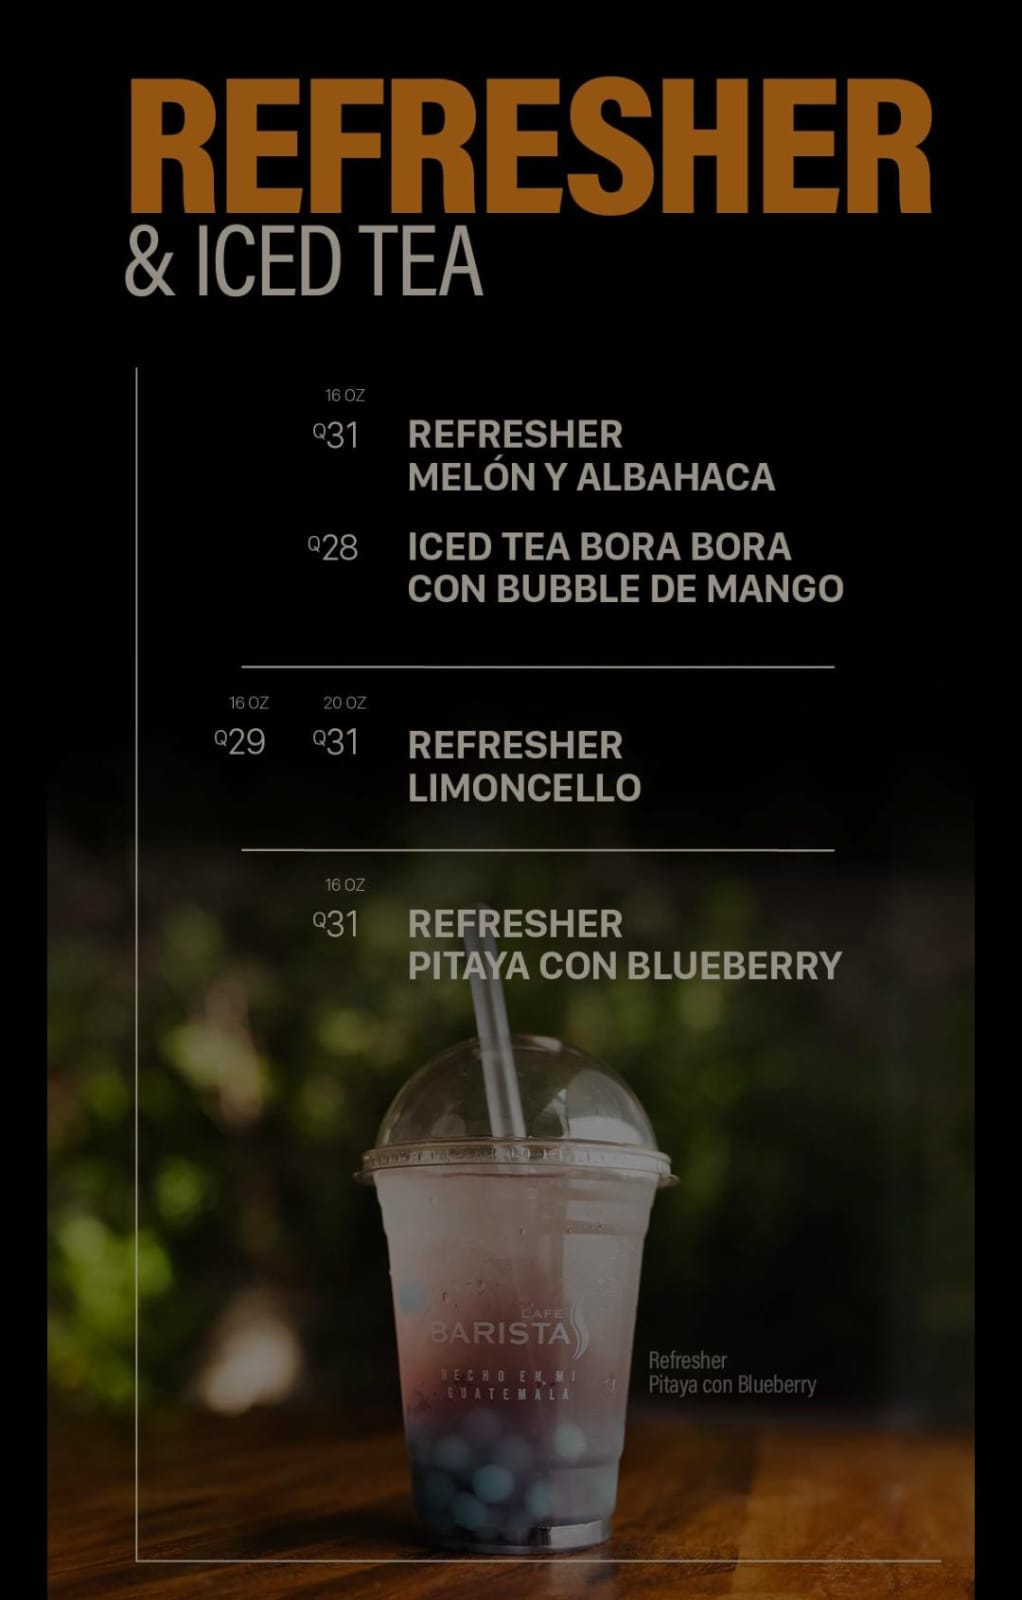 REFRESHER
& ICED TEA
16 OZ
Q31 REFRESHER
MELÓN Y ALBAHACA
Q28 ICED TEA BORA BORA
CON BUBBLE DE MANGO
16 OZ 20 OZ
Q29 Q31 REFRESHER
LIMONCELLO
16 OZ
Q31 REFRESHER
PITAYA CON BLUEBERRY
CAFE
BARISTA
HECHO EN MI
GUATEMALA
Refresher
Pitaya con Blueberry